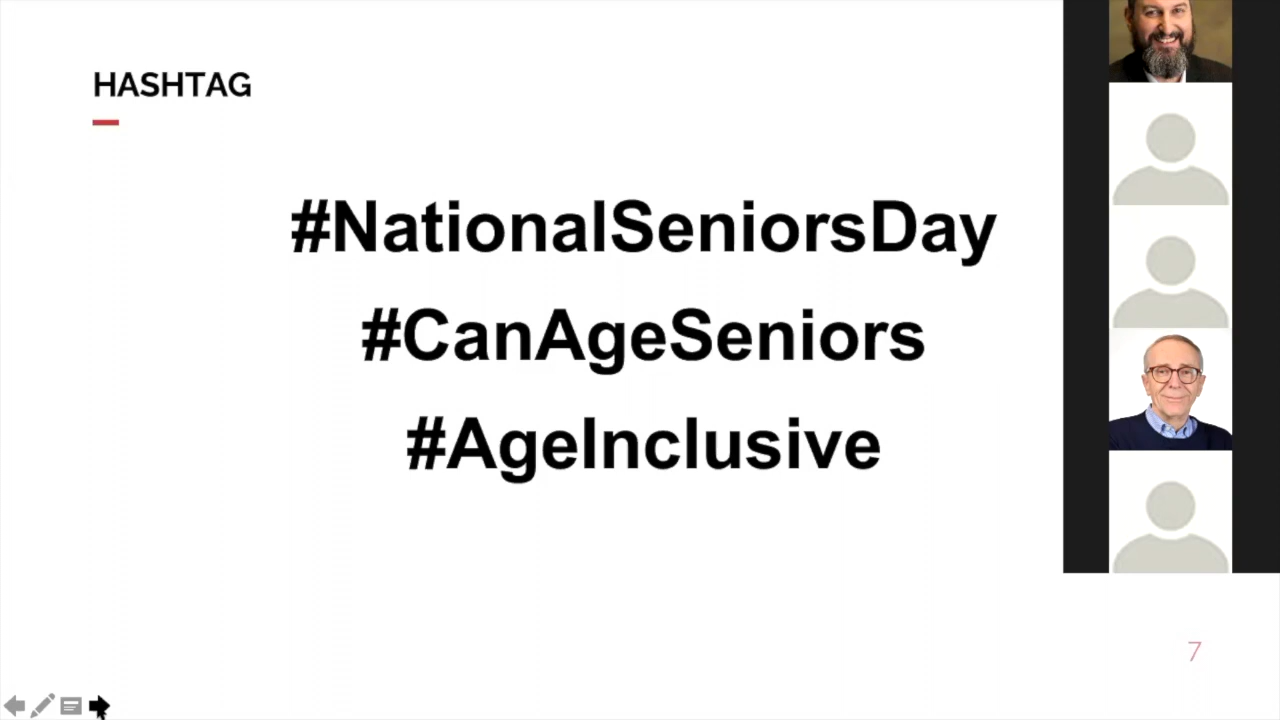 HASHTAG
#NationalSeniorsDay
#CanAgeSeniors
#AgeInclusive
7